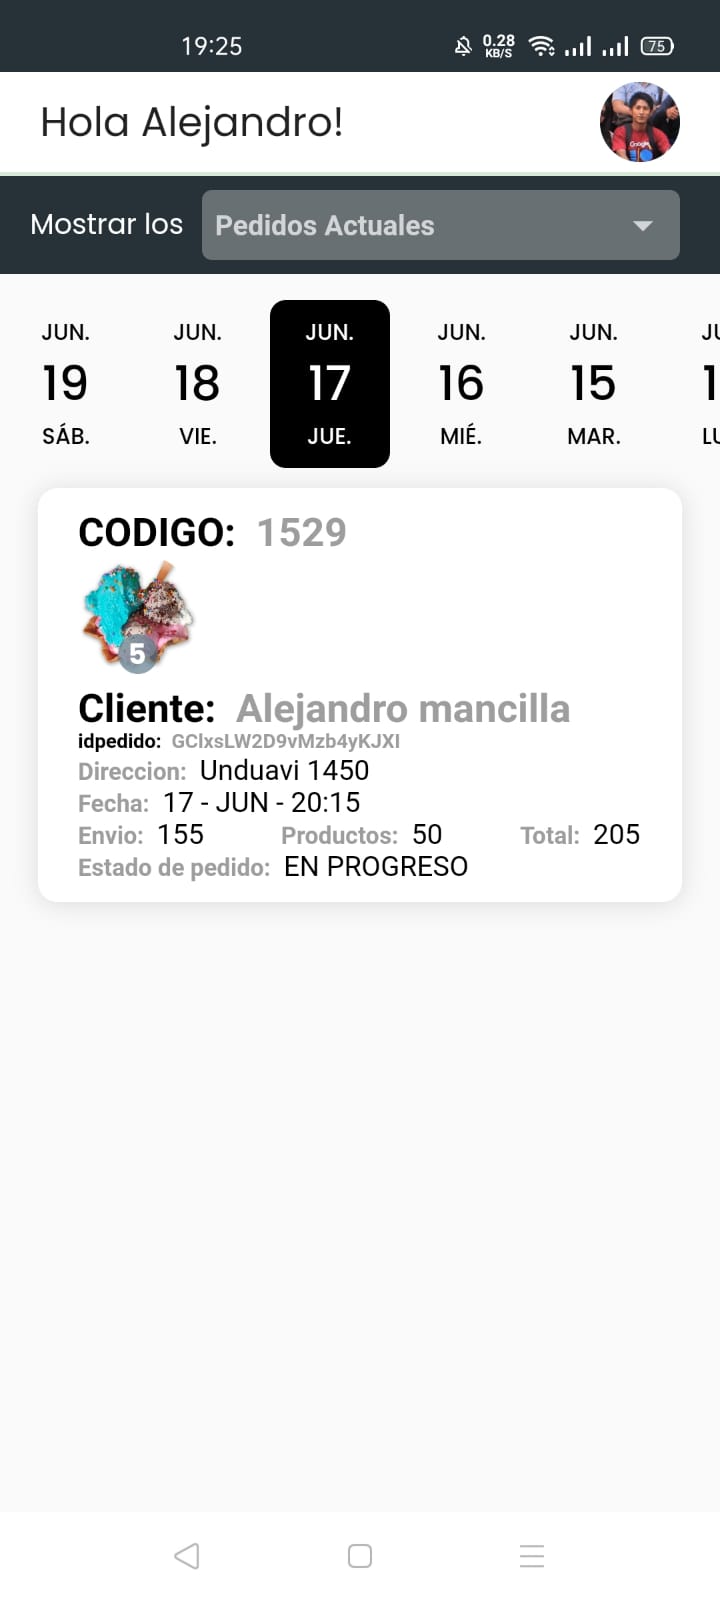 19:25 0.28 KB/S 75
Hola Alejandro!
Google
Mostrar los Pedidos Actuales
JUN. JUN. JUN. JUN. JUN. JU
19 18 17 16 15 1
SÁB. VIE. JUE. MIÉ. MAR. LU
CODIGO: 1529
5
Cliente: Alejandro mancilla
idpedido: GClxsLW2D9vMzb4yKJXI
Direccion: Unduavi 1450
Fecha: 17 - JUN - 20:15
Envio: 155 Productos: 50 Total: 205
Estado de pedido: EN PROGRESO